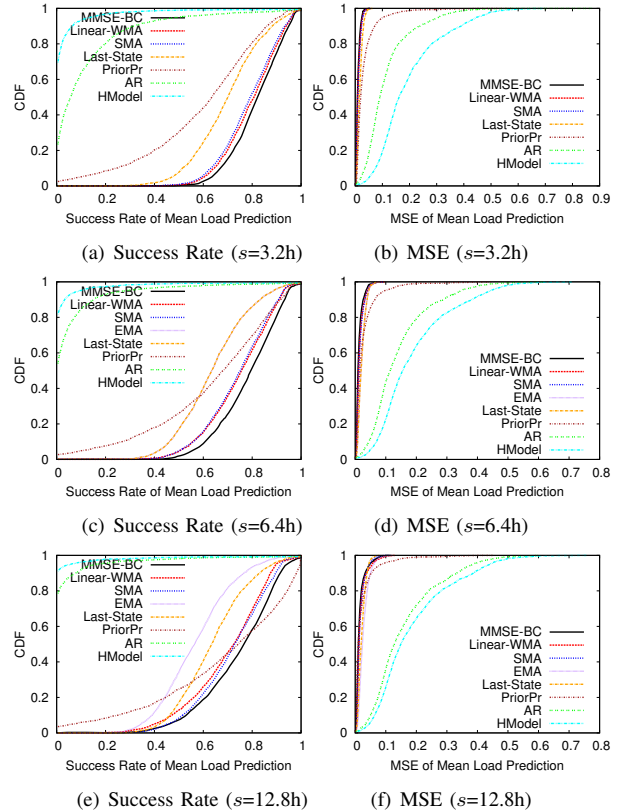 1
0.8
0.6
0.4
0.2
0
CDF
MMSE-BC
Linear-WMA
SMA
Last-State
PriorPr
AR
HModel
0 0.2 0.4 0.6 0.8 1
Success Rate of Mean Load Prediction
(a) Success Rate (s=3.2h)
1
0.8
0.6
0.4
0.2
0
CDF
MMSE-BC
Linear-WMA
SMA
Last-State
PriorPr
AR
HModel
0 0.1 0.2 0.3 0.4 0.5 0.6 0.7 0.8 0.9
MSE of Mean Load Prediction
(b) MSE (s=3.2h)
1
0.8
0.6
0.4
0.2
0
CDF
MMSE-BC
Linear-WMA
SMA
EMA
Last-State
PriorPr
AR
HModel
0 0.2 0.4 0.6 0.8 1
Success Rate of Mean Load Prediction
(c) Success Rate (s=6.4h)
1
0.8
0.6
0.4
0.2
0
CDF
MMSE-BC
Linear-WMA
SMA
EMA
Last-State
PriorPr
AR
HModel
0 0.1 0.2 0.3 0.4 0.5 0.6 0.7 0.8
MSE of Mean Load Prediction
(d) MSE (s=6.4h)
1
0.8
0.6
0.4
0.2
0
CDF
MMSE-BC
Linear-WMA
SMA
EMA
Last-State
PriorPr
AR
HModel
0 0.2 0.4 0.6 0.8 1
Success Rate of Mean Load Prediction
(e) Success Rate (s=12.8h)
1
0.8
0.6
0.4
0.2
0
CDF
MMSE-BC
Linear-WMA
SMA
EMA
Last-State
PriorPr
AR
HModel
0 0.1 0.2 0.3 0.4 0.5 0.6 0.7 0.8
MSE of Mean Load Prediction
(f) MSE (s=12.8h)